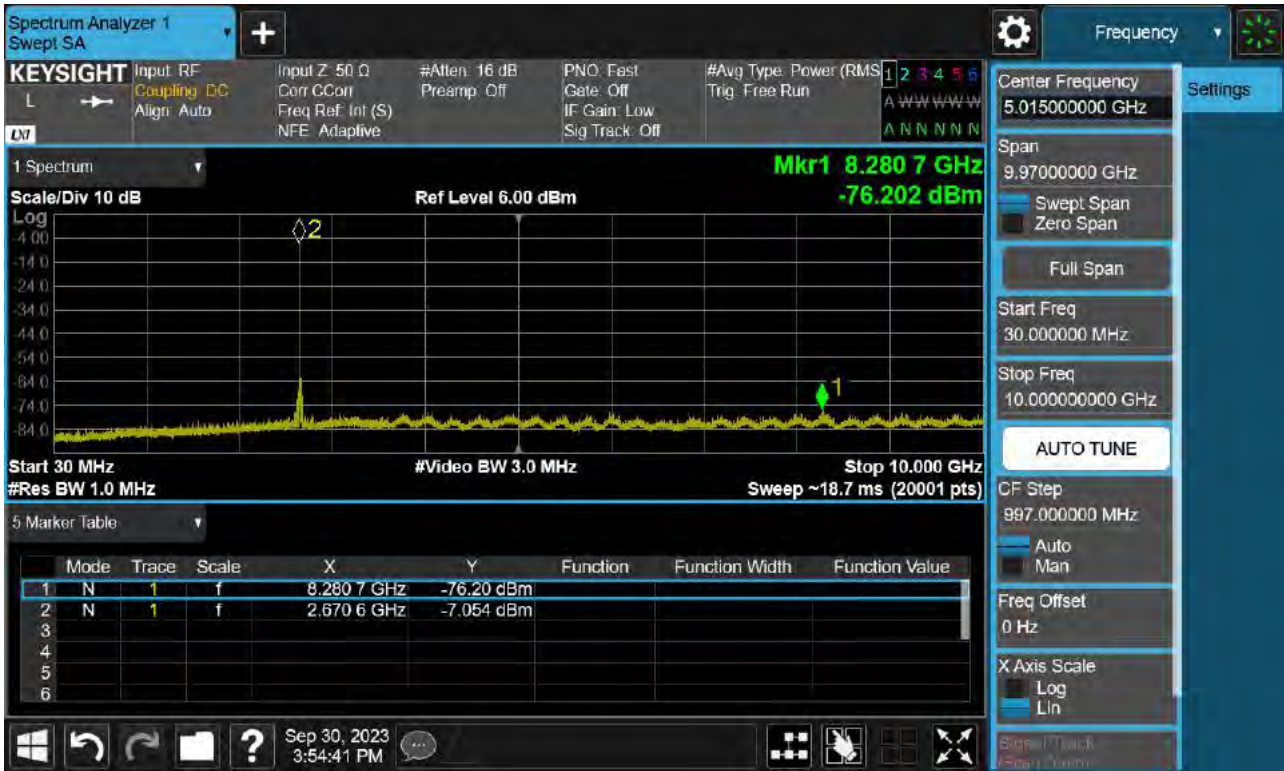 Spectrum Analyzer 1
Swept SA
+
Frequency
KEYSIGHT
L
LXI
Input: RF
Coupling: DC
Align: Auto
Input Z: 50 Ω
Corr CCorr
Freq Ref: Int (S)
NFE: Adaptive
#Atten: 16 dB
Preamp: Off
PNO: Fast
Gate: Off
IF Gain: Low
Sig Track: Off
#Avg Type: Power (RMS
Trig: Free Run
1 2 3 4 5 6
A W W W W W
A N N N N N
1 Spectrum
Mkr1 8.280 7 GHz
Scale/Div 10 dB
Ref Level 6.00 dBm
-76.202 dBm
Log
-4.00
-14.0
-24.0
-34.0
-44.0
-54.0
-64.0
-74.0
-84.0
2
1
Start 30 MHz
#Video BW 3.0 MHz
Stop 10.000 GHz
#Res BW 1.0 MHz
Sweep ~18.7 ms (20001 pts)
5 Marker Table
Mode Trace Scale X Y Function Function Width Function Value
1 N 1 f 8.280 7 GHz -76.20 dBm
2 N 1 f 2.670 6 GHz -7.054 dBm
3
4
5
6
?
Sep 30, 2023
3:54:41 PM
Center Frequency
5.015000000 GHz
Settings
Span
9.97000000 GHz
Swept Span
Zero Span
Full Span
Start Freq
30.000000 MHz
Stop Freq
10.000000000 GHz
AUTO TUNE
CF Step
997.000000 MHz
Auto
Man
Freq Offset
0 Hz
X Axis Scale
Log
Lin
Signal Track